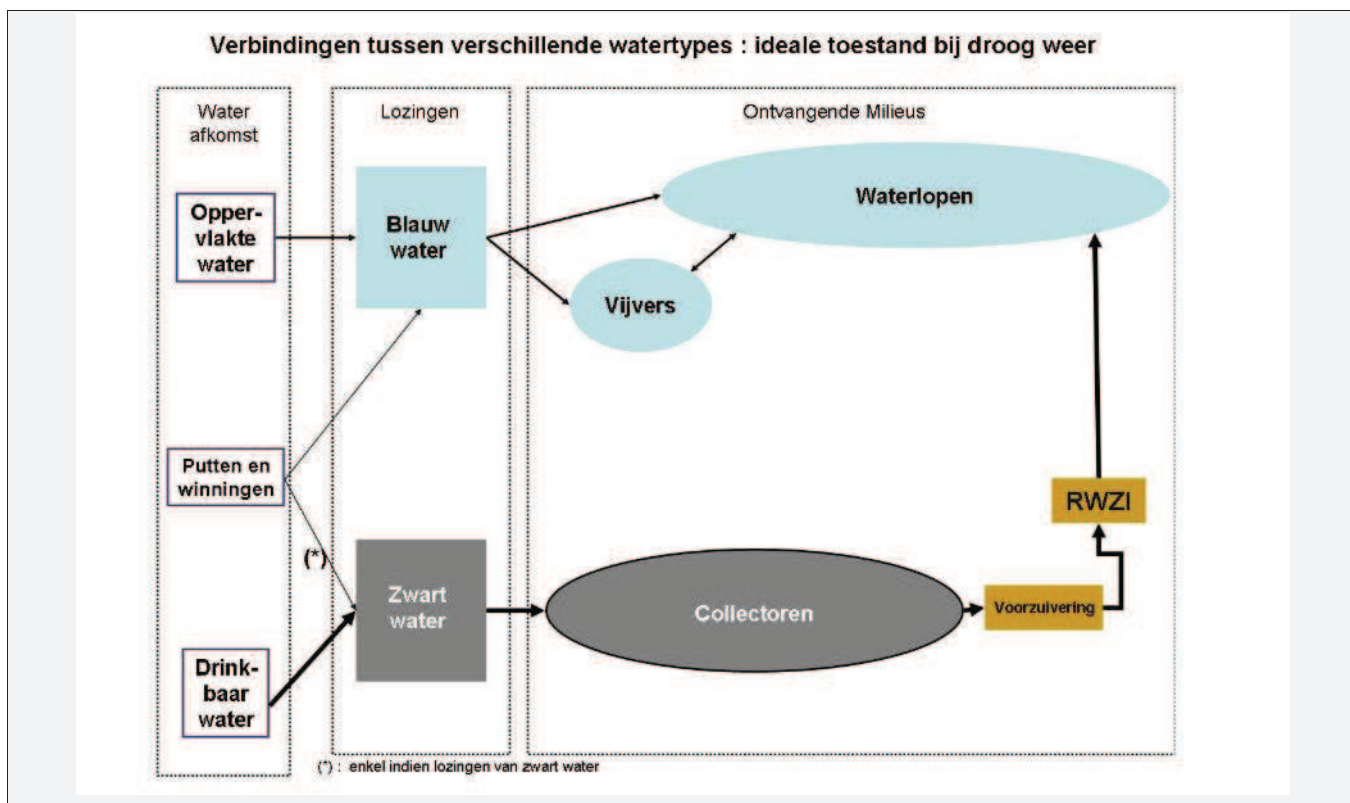 Verbindingen tussen verschillende watertypes : ideale toestand bij droog weer
Water
afkomst
Lozingen
Ontvangende Milieus
Opper-
vlakte
water
Blauw
water
Waterlopen
Vijvers
Putten en
winningen
RWZI
(*)
Zwart
water
Collectoren
Voorzuivering
Drink-
baar
water
(*) : enkel indien lozingen van zwart water